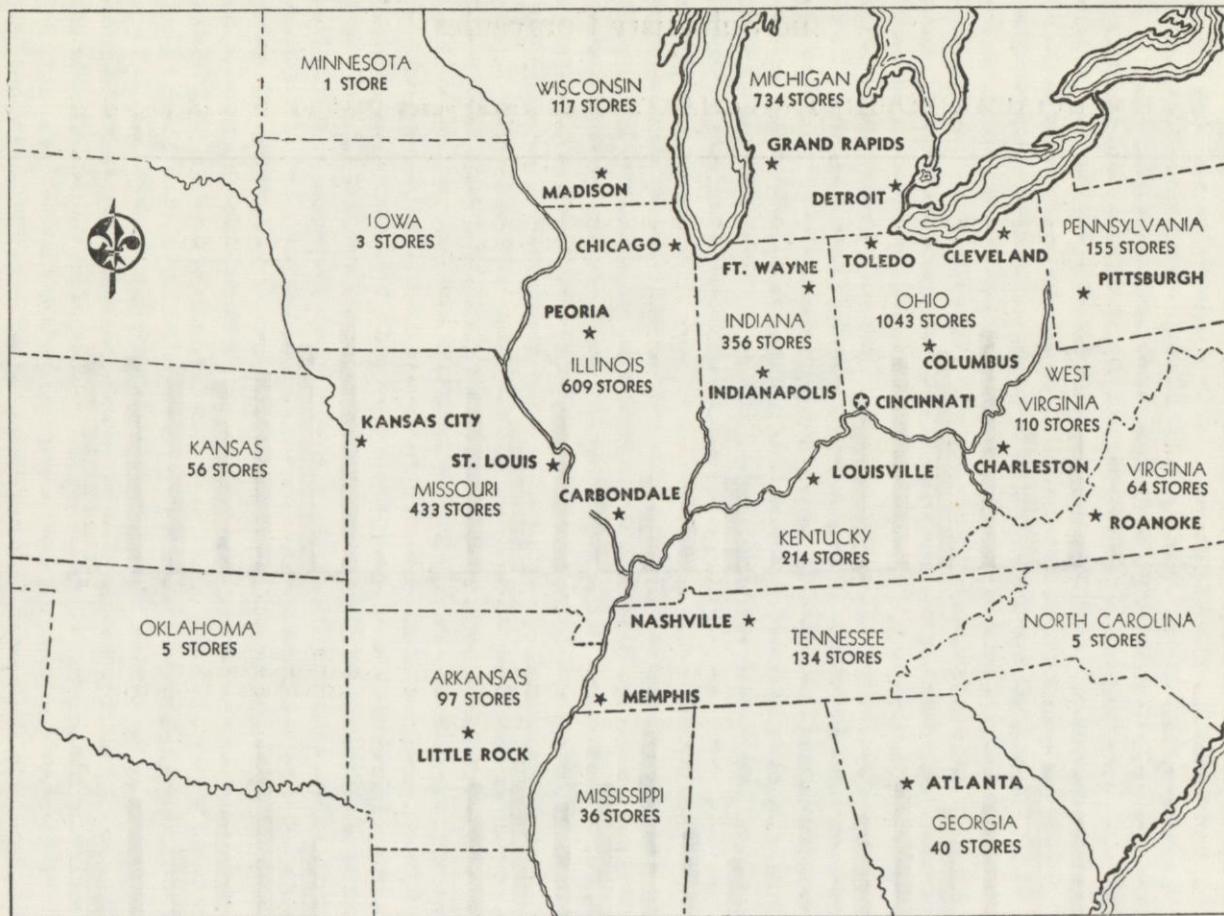 MINNESOTA
1 STORE
WISCONSIN
117 STORES
MICHIGAN
734 STORES
GRAND RAPIDS
MADISON
DETROIT
IOWA
3 STORES
CHICAGO
FT. WAYNE
TOLEDO
CLEVELAND
PENNSYLVANIA
155 STORES
PITTSBURGH
PEORIA
ILLINOIS
609 STORES
INDIANA
356 STORES
INDIANAPOLIS
OHIO
1043 STORES
COLUMBUS
CINCINNATI
WEST
VIRGINIA
110 STORES
CHARLESTON
KANSAS
56 STORES
KANSAS CITY
ST. LOUIS
MISSOURI
433 STORES
CARBONDALE
LOUISVILLE
VIRGINIA
64 STORES
ROANOKE
KENTUCKY
214 STORES
OKLAHOMA
5 STORES
NASHVILLE
TENNESSEE
134 STORES
NORTH CAROLINA
5 STORES
ARKANSAS
97 STORES
MEMPHIS
LITTLE ROCK
MISSISSIPPI
36 STORES
ATLANTA
GEORGIA
40 STORES